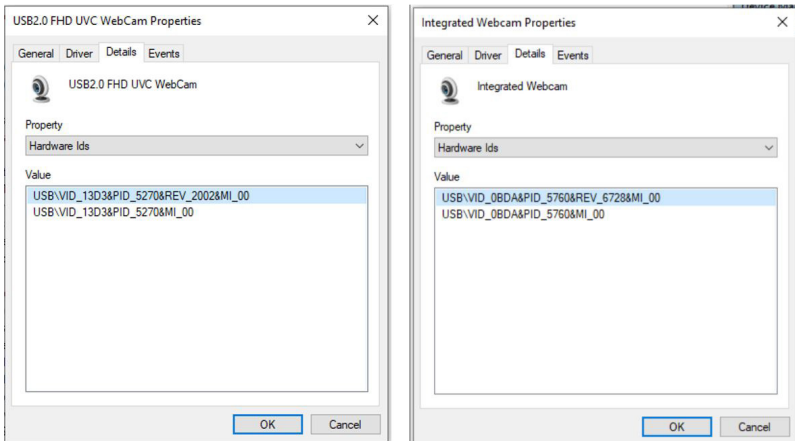 USB2.0 FHD UVC WebCam Properties
General Driver Details Events
USB2.0 FHD UVC WebCam
Property
Hardware Ids
Value
USB\VID_13D3&PID_5270&REV_2002&MI_00
USB\VID_13D3&PID_5270&MI_00
OK Cancel
Integrated Webcam Properties
General Driver Details Events
Integrated Webcam
Property
Hardware Ids
Value
USB\VID_0BDA&PID_5760&REV_6728&MI_00
USB\VID_0BDA&PID_5760&MI_00
OK Cancel